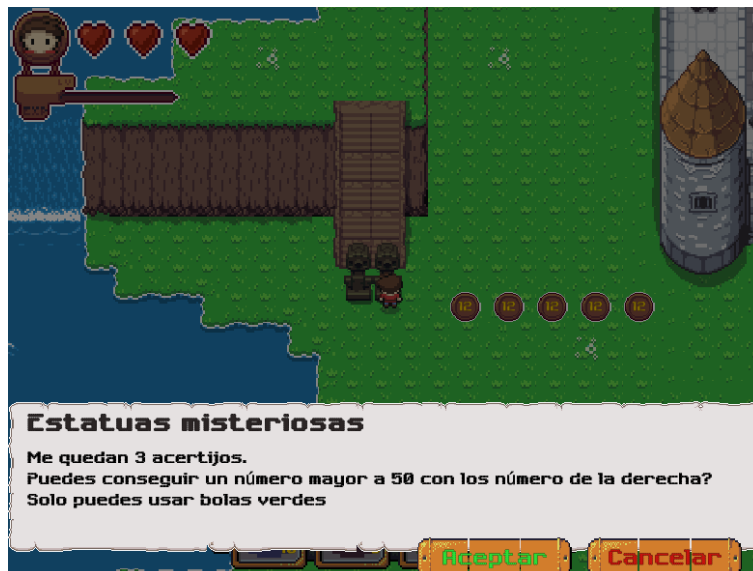 12 12 12 12 12
Estatuas misteriosas
Me quedan 3 acertijos.
Puedes conseguir un número mayor a 50 con los número de la derecha?
Solo puedes usar bolas verdes
Aceptar Cancelar